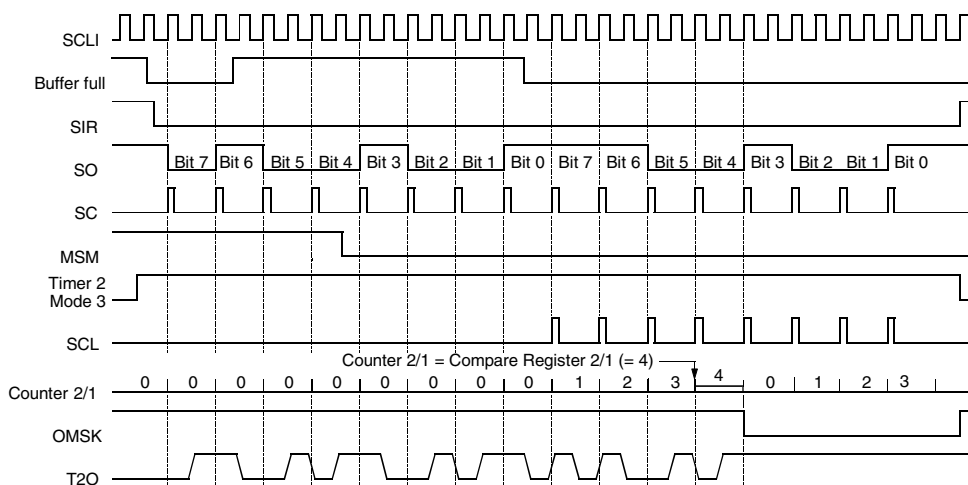 SCLI
Buffer full
SIR
SO
Bit 7 Bit 6 Bit 5 Bit 4 Bit 3 Bit 2 Bit 1 Bit 0 Bit 7 Bit 6 Bit 5 Bit 4 Bit 3 Bit 2 Bit 1 Bit 0
SC
MSM
Timer 2
Mode 3
SCL
Counter 2/1 = Compare Register 2/1 (= 4)
Counter 2/1
0 0 0 0 0 0 0 0 0 1 2 3 4 0 1 2 3
OMSK
T2O